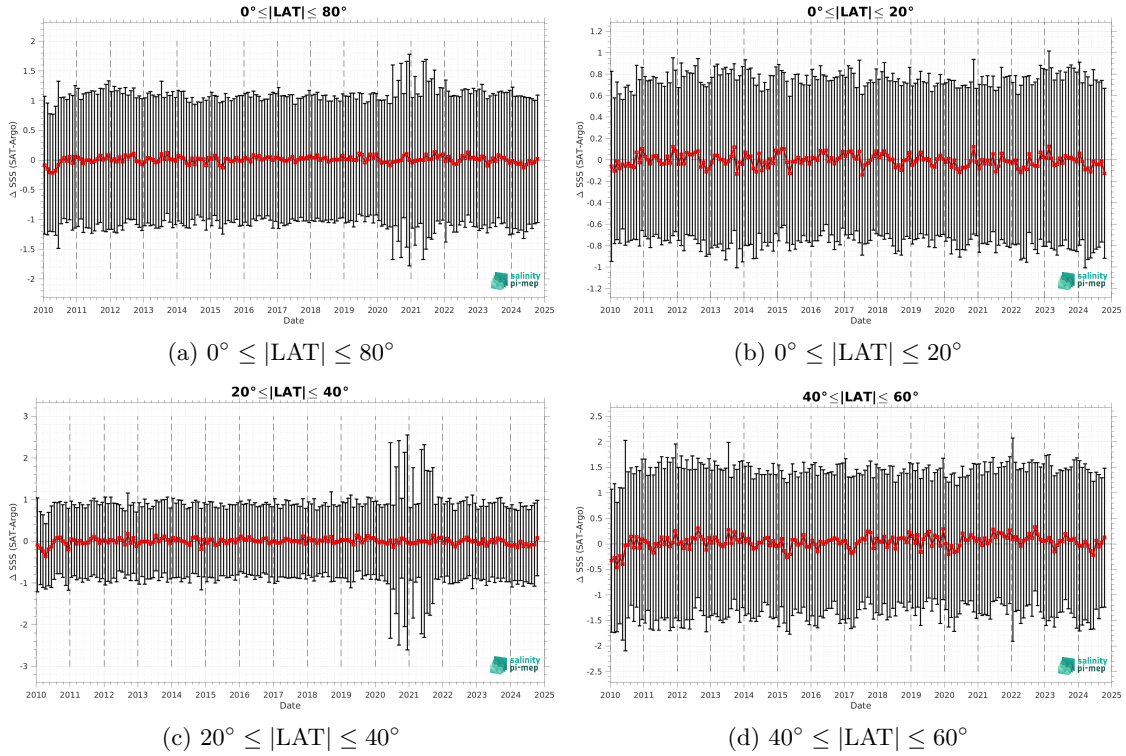 0°≤|LAT|≤ 80°
Δ SSS (SAT-Argo)
2
1.5
1
0.5
0
-0.5
-1
-1.5
-2
2010 2011 2012 2013 2014 2015 2016 2017 2018 2019 2020 2021 2022 2023 2024 2025
Date
salinity
pi-mep
(a) 0° ≤ |LAT| ≤ 80°
0°≤|LAT|≤ 20°
Δ SSS (SAT-Argo)
1.2
1
0.8
0.6
0.4
0.2
0
-0.2
-0.4
-0.6
-0.8
-1
-1.2
2010 2011 2012 2013 2014 2015 2016 2017 2018 2019 2020 2021 2022 2023 2024 2025
Date
salinity
pi-mep
(b) 0° ≤ |LAT| ≤ 20°
20°≤|LAT|≤ 40°
Δ SSS (SAT-Argo)
3
2
1
0
-1
-2
-3
2010 2011 2012 2013 2014 2015 2016 2017 2018 2019 2020 2021 2022 2023 2024 2025
Date
salinity
pi-mep
(c) 20° ≤ |LAT| ≤ 40°
40°≤|LAT|≤ 60°
Δ SSS (SAT-Argo)
2.5
2
1.5
1
0.5
0
-0.5
-1
-1.5
-2
-2.5
2010 2011 2012 2013 2014 2015 2016 2017 2018 2019 2020 2021 2022 2023 2024 2025
Date
salinity
pi-mep
(d) 40° ≤ |LAT| ≤ 60°